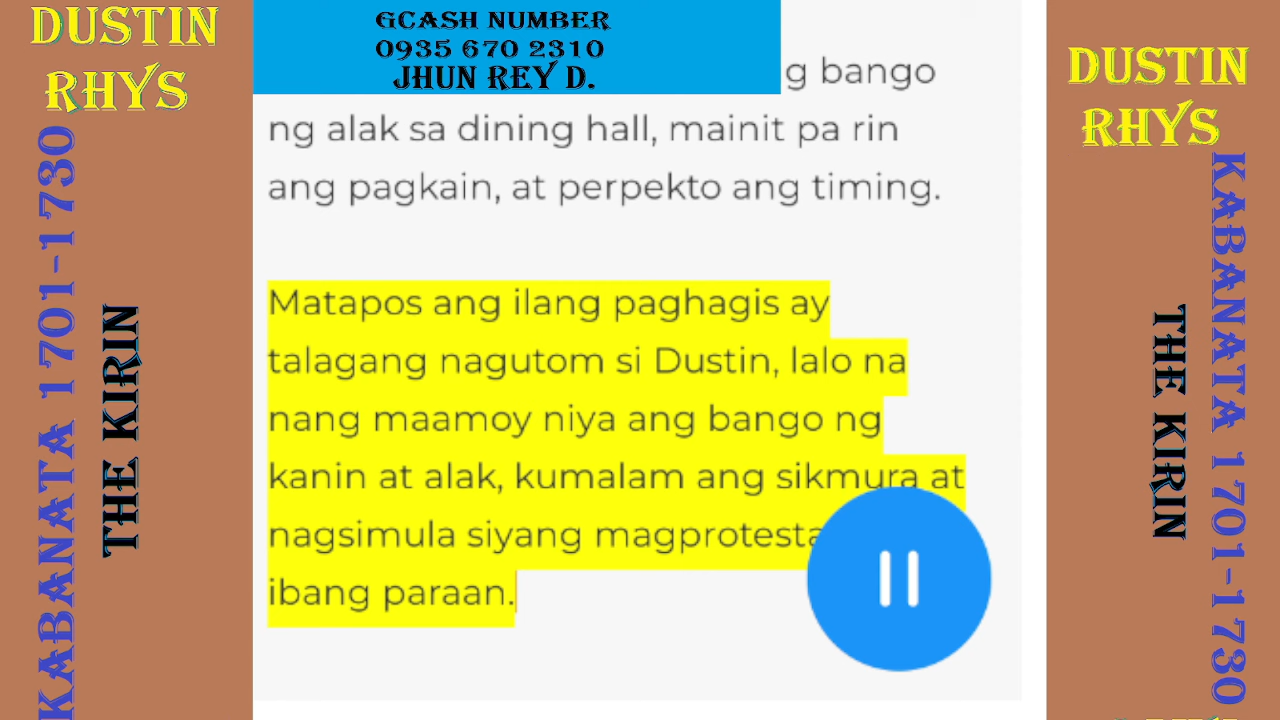 DUSTIN
RHYS
KABANATA 1701-1730
THE KIRIN
GCASH NUMBER
0935 670 2310
JHUN REY D.
g bango
ng alak sa dining hall, mainit pa rin
ang pagkain, at perpekto ang timing.
Matapos ang ilang paghagis ay
talagang nagutom si Dustin, lalo na
nang maamoy niya ang bango ng
kanin at alak, kumalam ang sikmura at
nagsimula siyang magprotesta
ibang paraan.
DUSTIN
RHYS
KABANATA 1701-1730
THE KIRIN